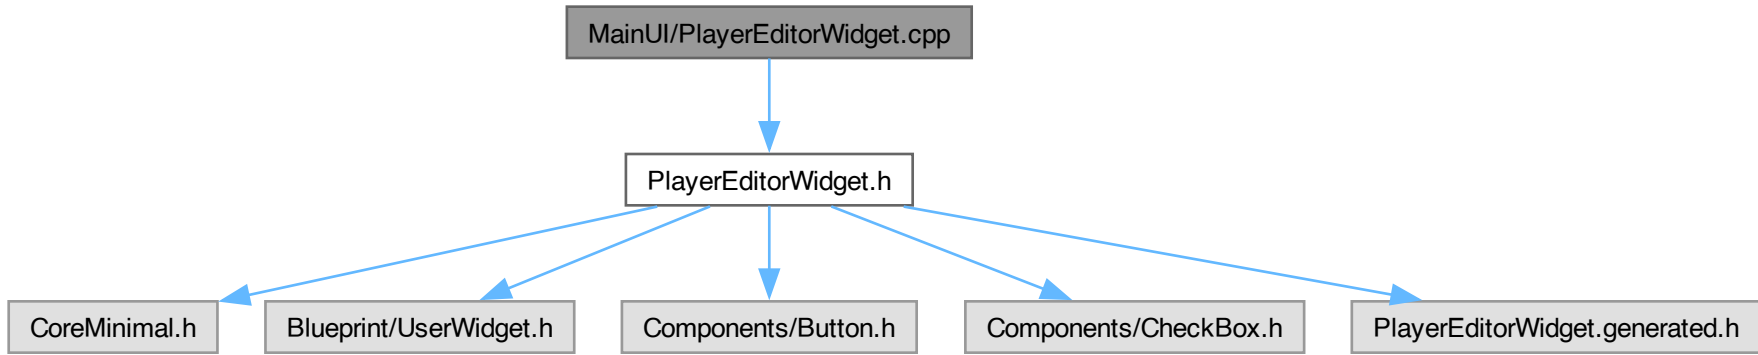 MainUI/PlayerEditorWidget.cpp
PlayerEditorWidget.h
CoreMinimal.h
Blueprint/UserWidget.h
Components/Button.h
Components/CheckBox.h
PlayerEditorWidget.generated.h